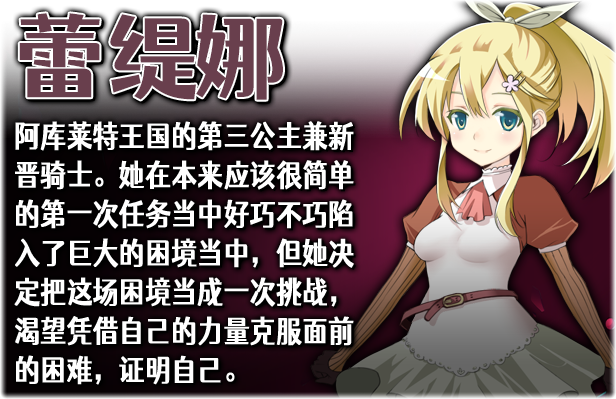 蕾缇娜
阿库莱特王国的第三公主兼新
晋骑士。她在本来应该很简单
的第一次任务当中好巧不巧陷
入了巨大的困境当中，但她决
定把这场困境当成一次挑战，
渴望凭借自己的力量克服面前
的困难，证明自己。